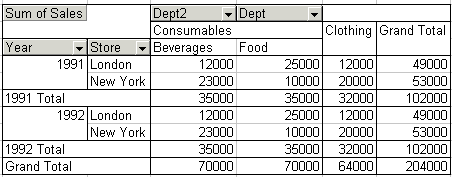 Sum of Sales Dept2 Dept
Consumables Clothing Grand Total
Year Store Beverages Food
1991 London 12000 25000 12000 49000
New York 23000 10000 20000 53000
1991 Total 35000 35000 32000 102000
1992 London 12000 25000 12000 49000
New York 23000 10000 20000 53000
1992 Total 35000 35000 32000 102000
Grand Total 70000 70000 64000 204000